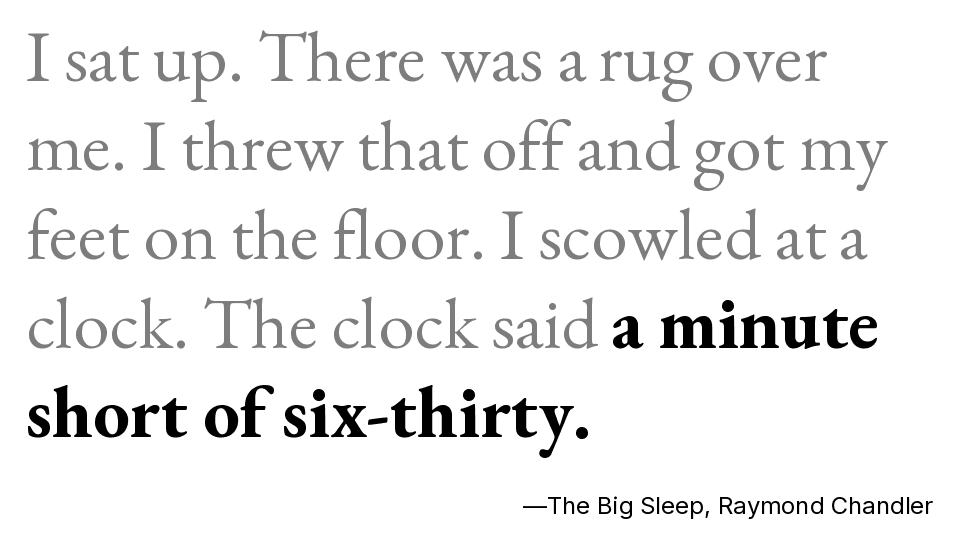 I sat up. There was a rug over
me. I threw that off and got my
feet on the floor. I scowled at a
clock. The clock said a minute
short of six-thirty.
—The Big Sleep, Raymond Chandler